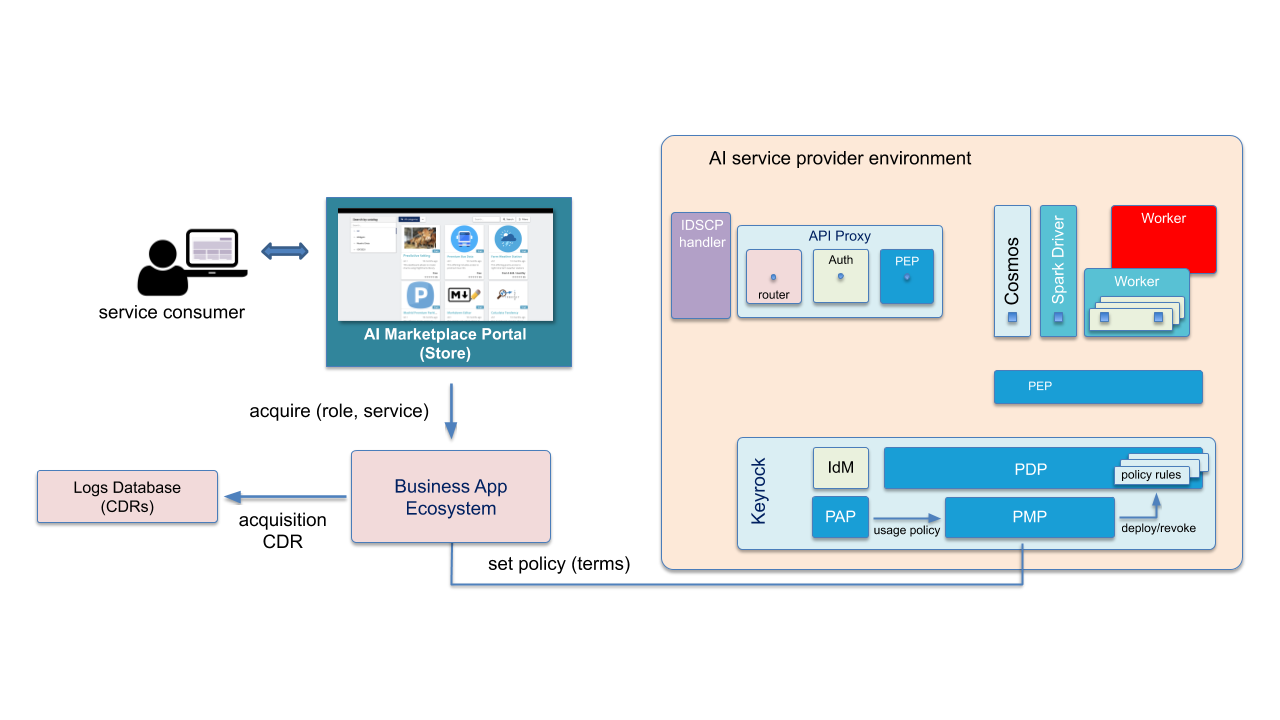 AI service provider environment
IDSCP
handler
API Proxy
router
Auth
PEP
Cosmos
Spark Driver
Worker
Worker
service consumer
AI Marketplace Portal
(Store)
PEP
acquire (role, service)
Business App
Ecosystem
Logs Database
(CDRs)
acquisition
CDR
set policy (terms)
Keyrock
IdM
PDP
policy rules
PAP
usage policy
PMP
deploy/revoke